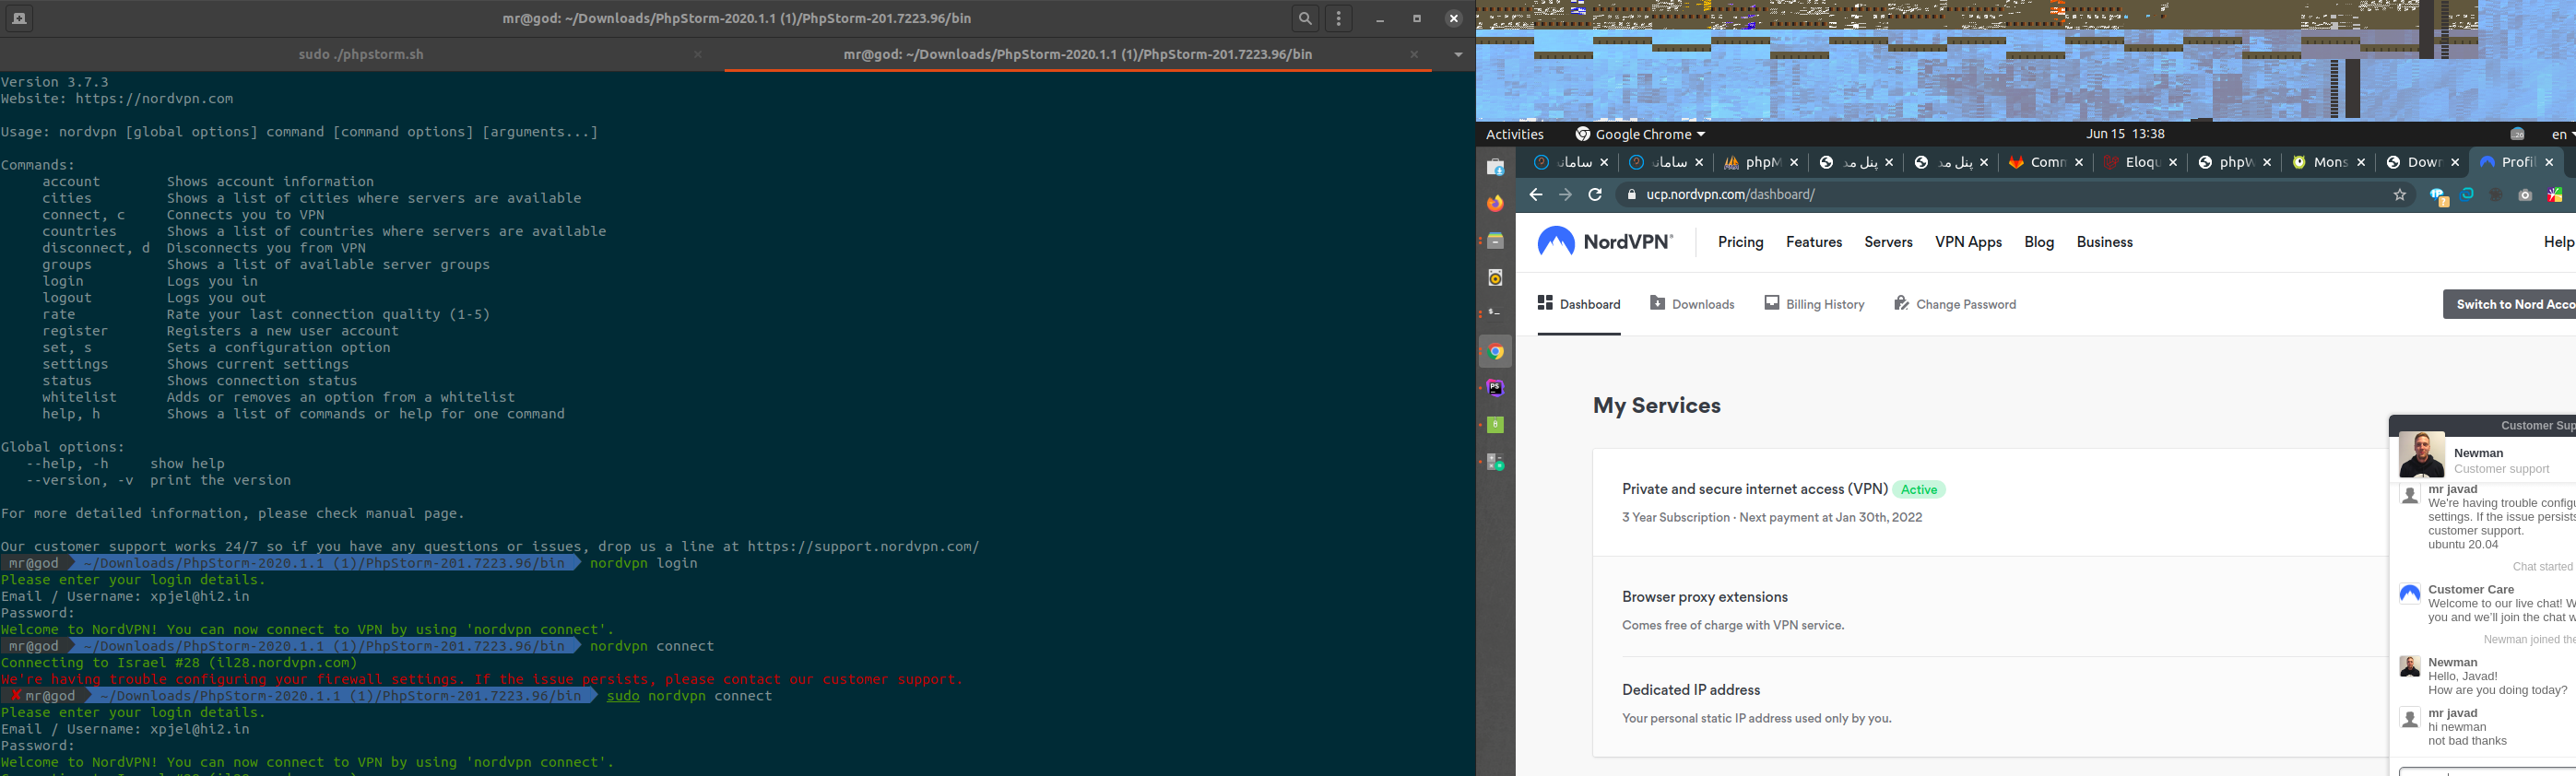 mr@god: ~/Downloads/PhpStorm-2020.1.1 (1)/PhpStorm-201.7223.96/bin
sudo ./phpstorm.sh
mr@god: ~/Downloads/PhpStorm-2020.1.1 (1)/PhpStorm-201.7223.96/bin
Version 3.7.3
Website: https://nordvpn.com
Usage: nordvpn [global options] command [command options] [arguments...]
Commands:
account Shows account information
cities Shows a list of cities where servers are available
connect, c Connects you to VPN
countries Shows a list of countries where servers are available
disconnect, d Disconnects you from VPN
groups Shows a list of available server groups
login Logs you in
logout Logs you out
rate Rate your last connection quality (1-5)
register Registers a new user account
set, s Sets a configuration option
settings Shows current settings
status Shows connection status
whitelist Adds or removes an option from a whitelist
help, h Shows a list of commands or help for one command
Global options:
--help, -h show help
--version, -v print the version
For more detailed information, please check manual page.
Our customer support works 24/7 so if you have any questions or issues, drop us a line at https://support.nordvpn.com/
mr@god ~/Downloads/PhpStorm-2020.1.1 (1)/PhpStorm-201.7223.96/bin nordvpn login
Please enter your login details.
Email / Username: xpjel@hi2.in
Password:
Welcome to NordVPN! You can now connect to VPN by using 'nordvpn connect'.
mr@god ~/Downloads/PhpStorm-2020.1.1 (1)/PhpStorm-201.7223.96/bin nordvpn connect
Connecting to Israel #28 (il28.nordvpn.com)
We're having trouble configuring your firewall settings. If the issue persists, please contact our customer support.
✘ mr@god ~/Downloads/PhpStorm-2020.1.1 (1)/PhpStorm-201.7223.96/bin sudo nordvpn connect
Please enter your login details.
Email / Username: xpjel@hi2.in
Password:
Welcome to NordVPN! You can now connect to VPN by using 'nordvpn connect'.
Activities Google Chrome Jun 15 13:38 en
سامانه سامانه phpM پنل مد پنل مد Comm Eloqu phpW Mons Down Profil
ucp.nordvpn.com/dashboard/
NordVPN® Pricing Features Servers VPN Apps Blog Business Help
Dashboard Downloads Billing History Change Password Switch to Nord Acco
My Services
Private and secure internet access (VPN) Active
3 Year Subscription · Next payment at Jan 30th, 2022
Browser proxy extensions
Comes free of charge with VPN service.
Dedicated IP address
Your personal static IP address used only by you.
Customer Sup
Newman
Customer support
mr javad
We're having trouble configu
settings. If the issue persists
customer support.
ubuntu 20.04
Chat started
Customer Care
Welcome to our live chat! W
you and we'll join the chat w
Newman joined the
Newman
Hello, Javad!
How are you doing today?
mr javad
hi newman
not bad thanks